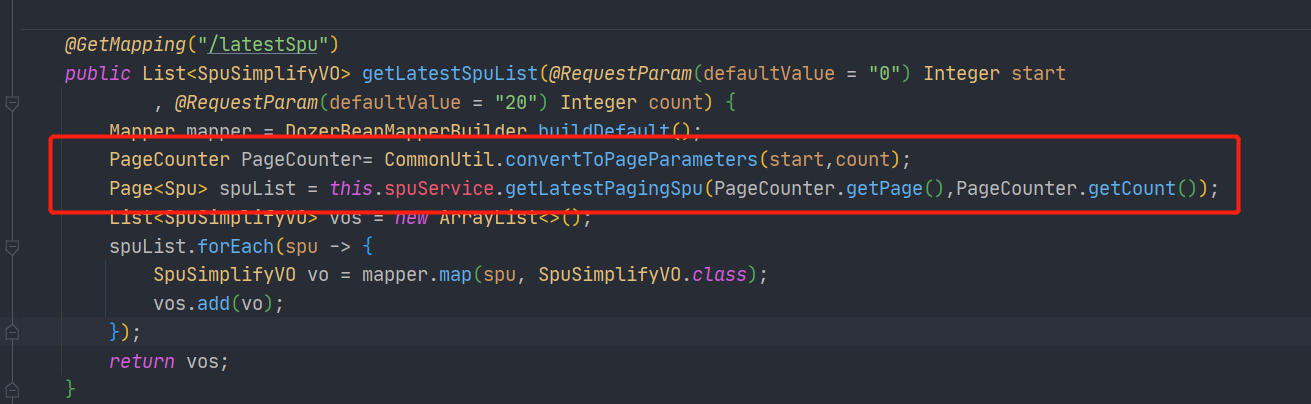 @GetMapping("/latestSpu")
public List<SpuSimplifyVO> getLatestSpuList(@RequestParam(defaultValue = "0") Integer start
, @RequestParam(defaultValue = "20") Integer count) {
Mapper mapper = DozerBeanMapperBuilder.buildDefault();
PageCounter PageCounter= CommonUtil.convertToPageParameters(start,count);
Page<Spu> spuList = this.spuService.getLatestPagingSpu(PageCounter.getPage(),PageCounter.getCount());
List<SpuSimplifyVO> vos = new ArrayList<>();
spuList.forEach(spu -> {
SpuSimplifyVO vo = mapper.map(spu, SpuSimplifyVO.class);
vos.add(vo);
});
return vos;
}